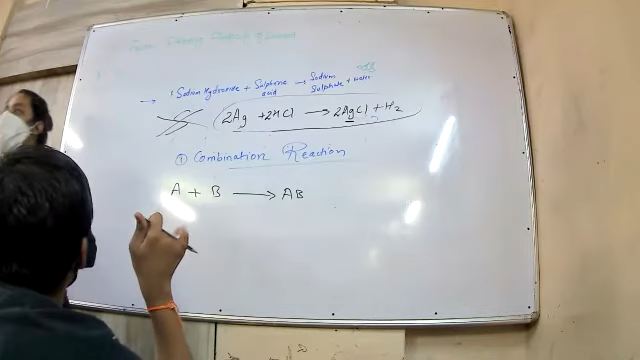 → Sodium Hydroxide + Sulphuric acid → Sodium Sulphate + water
2Ag + 2HCl → 2AgCl + H2
① Combination Reaction
A + B → AB